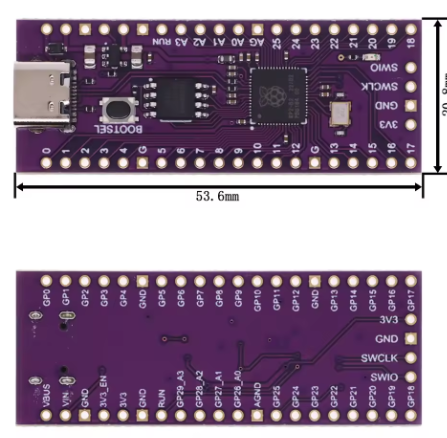 A3 RUN
A2
A1
A0
AG
25
24
23
22
21
20
19
18
SWIO
SWCLK
GND
3V3
BOOTSEL
0
1
2
3
4
G
5
6
7
8
9
10
11
12
G
13
14
15
16
17
53.6mm
GP0
GP1
GP2
GP3
GP4
GND
GP5
GP6
GP7
GP8
GP9
GP10
GP11
GP12
GND
GP13
GP14
GP15
GP16
GP17
3V3
GND
SWCLK
SWIO
VBUS
VIN
GND
3V3_EN
3V3
GND
RUN
GP29_A3
GP28_A2
GP27_A1
GP26_A0
AGND
GP25
GP24
GP23
GP22
GP21
GP20
GP19
GP18